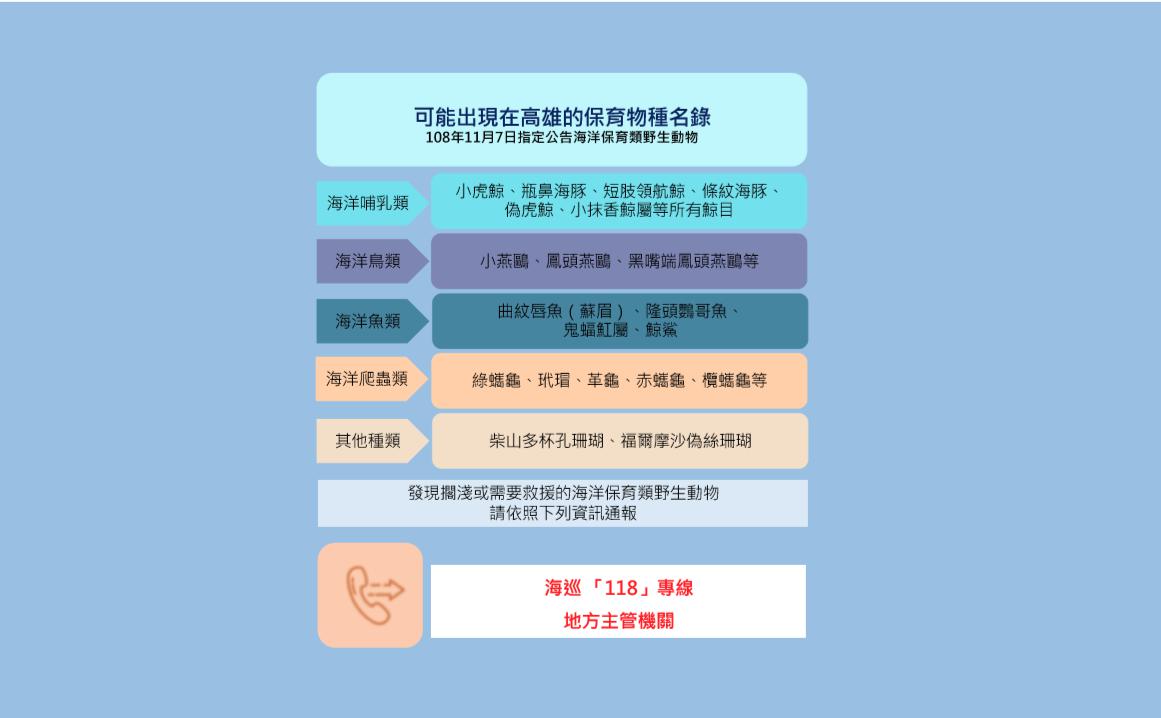 可能出現在高雄的保育物種名錄
108年11月7日指定公告海洋保育類野生動物
海洋哺乳類
小虎鯨、瓶鼻海豚、短肢領航鯨、條紋海豚、
偽虎鯨、小抹香鯨屬等所有鯨目
海洋鳥類
小燕鷗、鳳頭燕鷗、黑嘴端鳳頭燕鷗等
海洋魚類
曲紋唇魚（蘇眉）、隆頭鸚哥魚、
鬼蝠魟屬、鯨鯊
海洋爬蟲類
綠蠵龜、玳瑁、革龜、赤蠵龜、欖蠵龜等
其他種類
柴山多杯孔珊瑚、福爾摩沙偽絲珊瑚
發現擱淺或需要救援的海洋保育類野生動物
請依照下列資訊通報
海巡「118」專線
地方主管機關